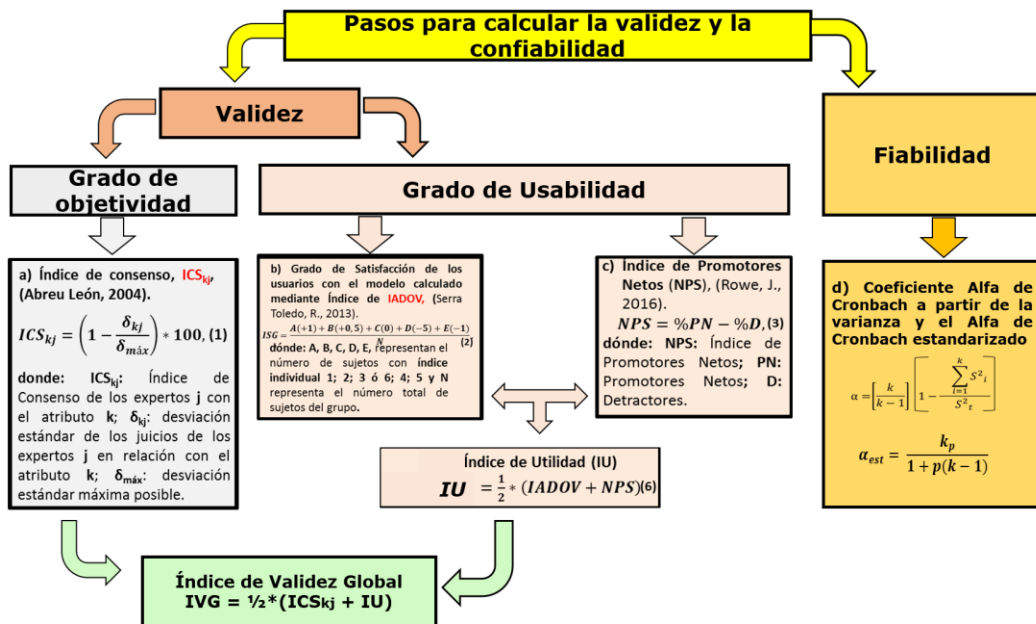 Pasos para calcular la validez y la
confiabilidad
Validez
Fiabilidad
Grado de
objetividad
Grado de Usabilidad
a) Índice de consenso, ICSkj,
(Abreu León, 2004).
ICS_kj = (1 − δ_kj / δ_máx) * 100, (1)
donde: ICSkj: Índice de
Consenso de los expertos j con
el atributo k; δkj: desviación
estándar de los juicios de los
expertos j en relación con el
atributo k; δmáx: desviación
estándar máxima posible.
b) Grado de Satisfacción de los
usuarios con el modelo calculado
mediante Índice de IADOV, (Serra
Toledo, R., 2013).
ISG = A(+1) + B(+0,5) + C(0) + D(−5) + E(−1) / N (2)
dónde: A, B, C, D, E, representan el
número de sujetos con índice
individual 1; 2; 3 ó 6; 4; 5 y N
representa el número total de
sujetos del grupo.
c) Índice de Promotores
Netos (NPS), (Rowe, J.,
2016).
NPS = %PN − %D, (3)
dónde: NPS: Índice de
Promotores Netos; PN:
Promotores Netos; D:
Detractores.
d) Coeficiente Alfa de
Cronbach a partir de la
varianza y el Alfa de
Cronbach estandarizado
α = [k / k − 1] [1 − ∑_{i=1}^{k} S²_i / S²_t]
α_est = k_p / 1 + p(k − 1)
Índice de Utilidad (IU)
IU = 1/2 * (IADOV + NPS)(6)
Índice de Validez Global
IVG = ½*(ICSkj + IU)